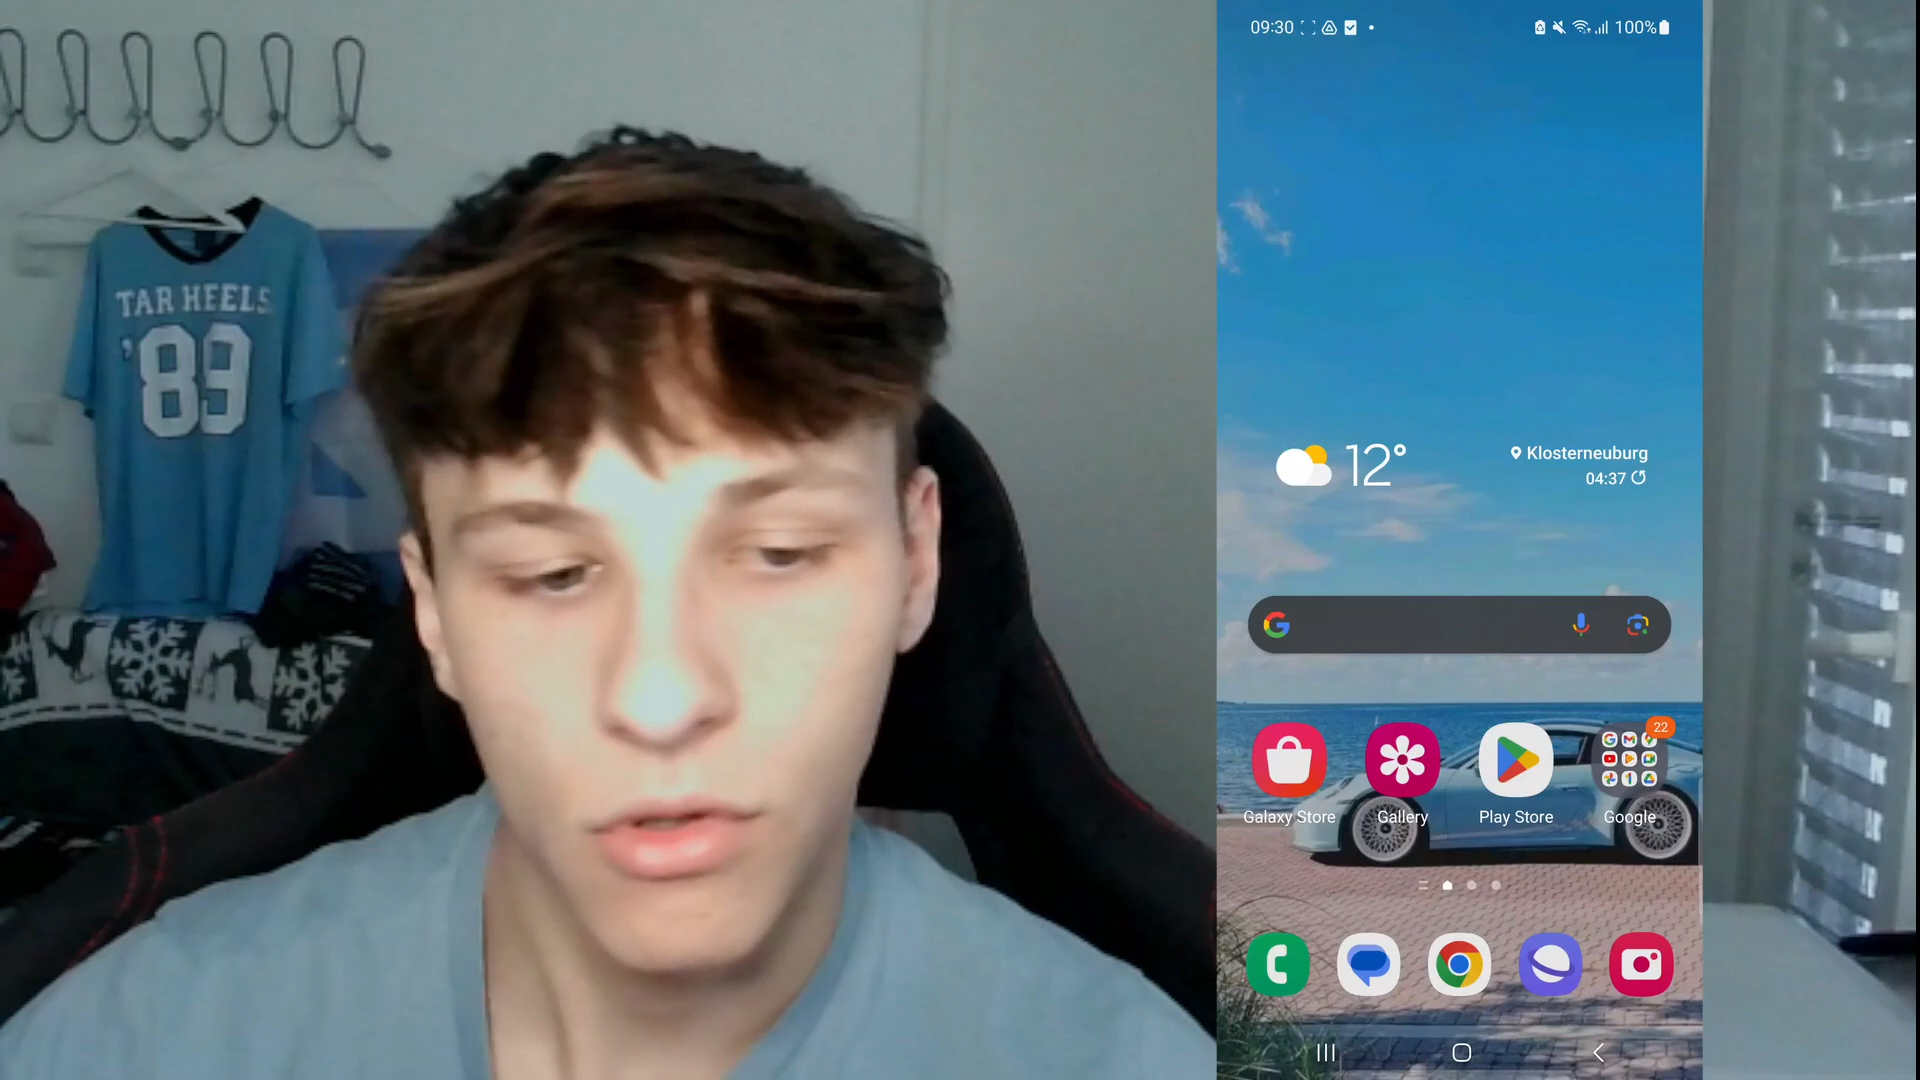 TAR HEELS
'89
09:30
100%
12°
Klosterneuburg
04:37
22
Galaxy Store
Gallery
Play Store
Google